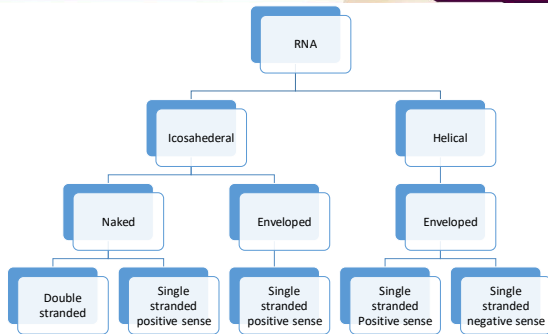 RNA
Icosahederal
Helical
Naked
Enveloped
Enveloped
Double
stranded
Single
stranded
positive sense
Single
stranded
positive sense
Single
stranded
Positive sense
Single
stranded
negative sense